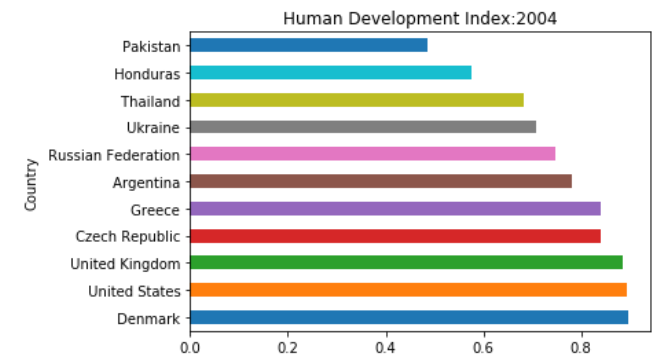 Human Development Index:2004
Pakistan
Honduras
Thailand
Ukraine
Russian Federation
Argentina
Greece
Czech Republic
United Kingdom
United States
Denmark
Country
0.0 0.2 0.4 0.6 0.8